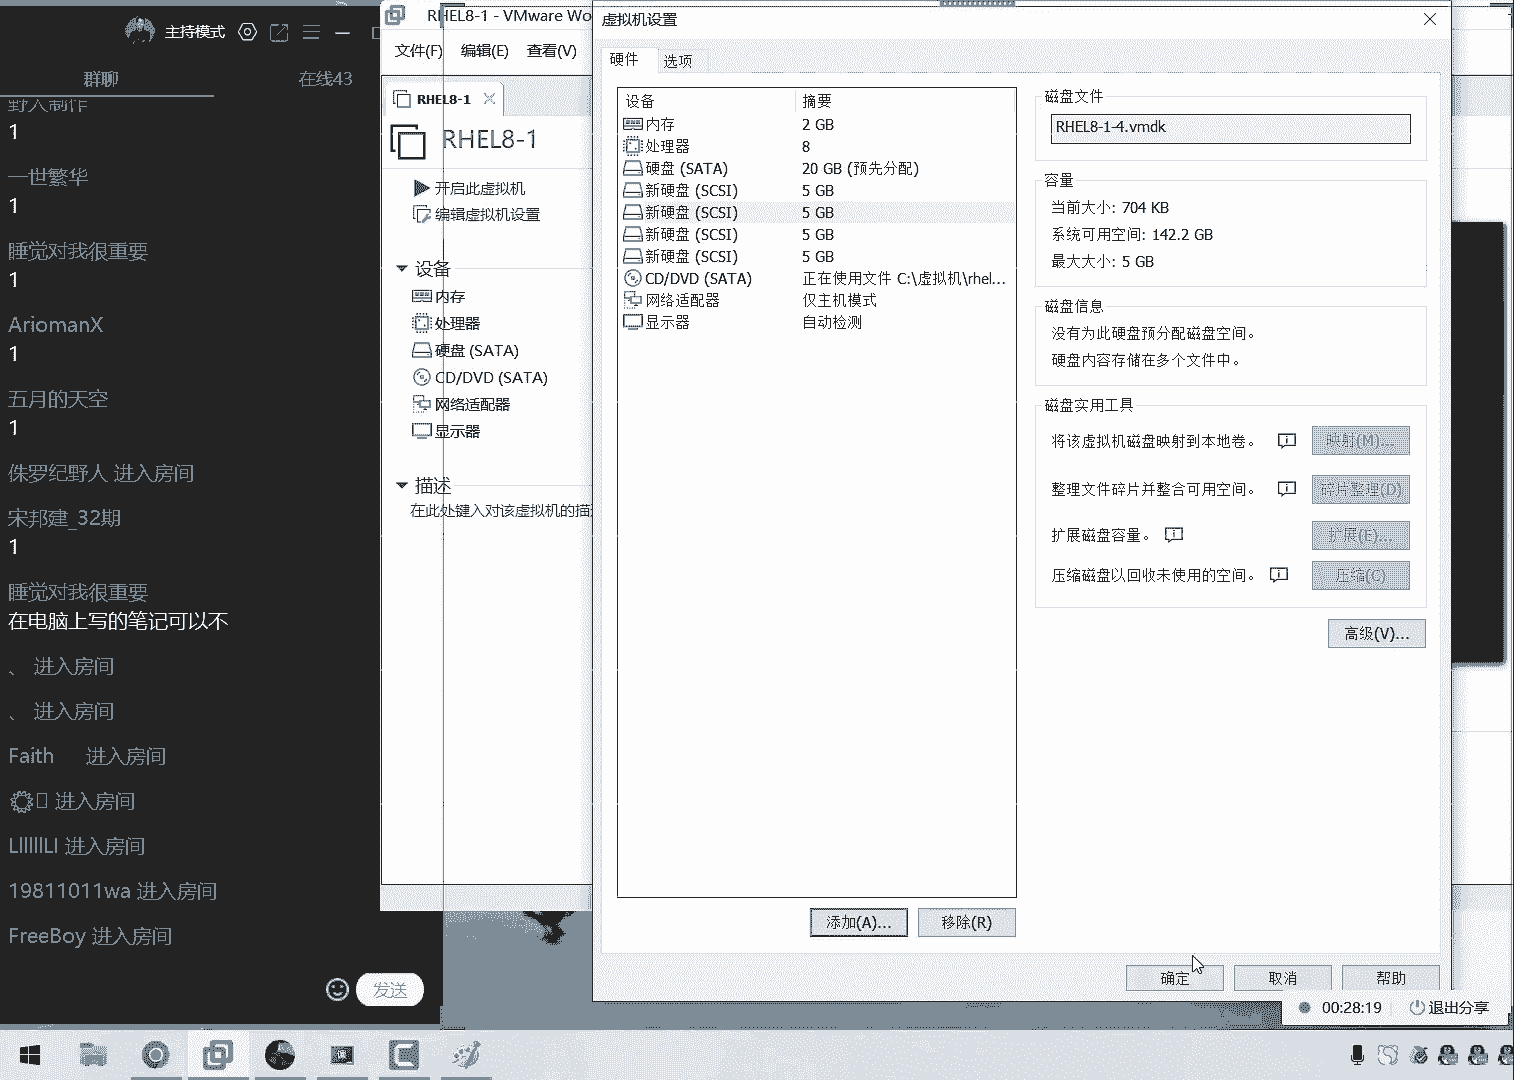 主持模式
群聊
在线43
野人制作
1
一世繁华
1
睡觉对我很重要
1
AriomanX
1
五月的天空
1
侏罗纪野人 进入房间
宋邦建_32期
1
睡觉对我很重要
在电脑上写的笔记可以不
、 进入房间
、 进入房间
Faith 进入房间
进入房间
LllllllLl 进入房间
19811011wa 进入房间
FreeBoy 进入房间
发送
RHEL8-1 - VMware Wo
文件(F) 编辑(E) 查看(V)
RHEL8-1
RHEL8-1
开启此虚拟机
编辑虚拟机设置
设备
内存
处理器
硬盘 (SATA)
CD/DVD (SATA)
网络适配器
显示器
描述
在此处键入对该虚拟机的描
虚拟机设置
硬件 选项
设备 摘要
内存 2 GB
处理器 8
硬盘 (SATA) 20 GB (预先分配)
新硬盘 (SCSI) 5 GB
新硬盘 (SCSI) 5 GB
新硬盘 (SCSI) 5 GB
新硬盘 (SCSI) 5 GB
CD/DVD (SATA) 正在使用文件 C:\虚拟机\rhel...
网络适配器 仅主机模式
显示器 自动检测
添加(A)... 移除(R)
磁盘文件
RHEL8-1-4.vmdk
容量
当前大小: 704 KB
系统可用空间: 142.2 GB
最大大小: 5 GB
磁盘信息
没有为此硬盘预分配磁盘空间。
硬盘内容存储在多个文件中。
磁盘实用工具
将该虚拟机磁盘映射到本地卷。 映射(M)...
整理文件碎片并整合可用空间。 碎片整理(D)
扩展磁盘容量。 扩展(E)...
压缩磁盘以回收未使用的空间。 压缩(C)
高级(V)...
确定 取消 帮助
00:28:19 退出分享